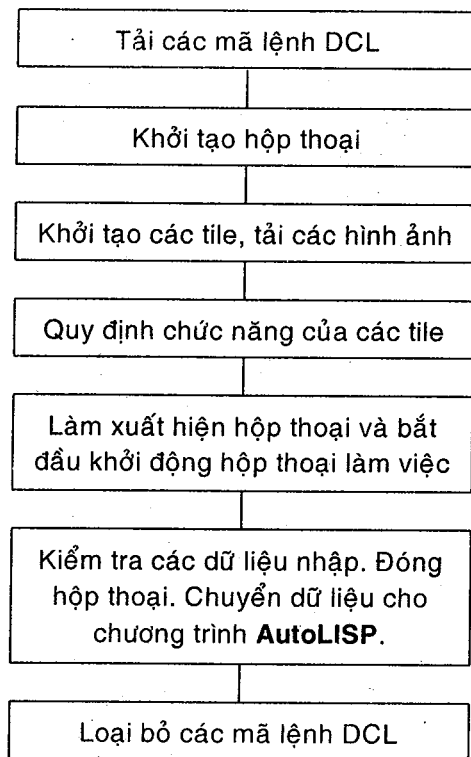 Tải các mã lệnh DCL
Khởi tạo hộp thoại
Khởi tạo các tile, tải các hình ảnh
Quy định chức năng của các tile
Làm xuất hiện hộp thoại và bắt
đầu khởi động hộp thoại làm việc
Kiểm tra các dữ liệu nhập. Đóng
hộp thoại. Chuyển dữ liệu cho
chương trình AutoLISP.
Loại bỏ các mã lệnh DCL